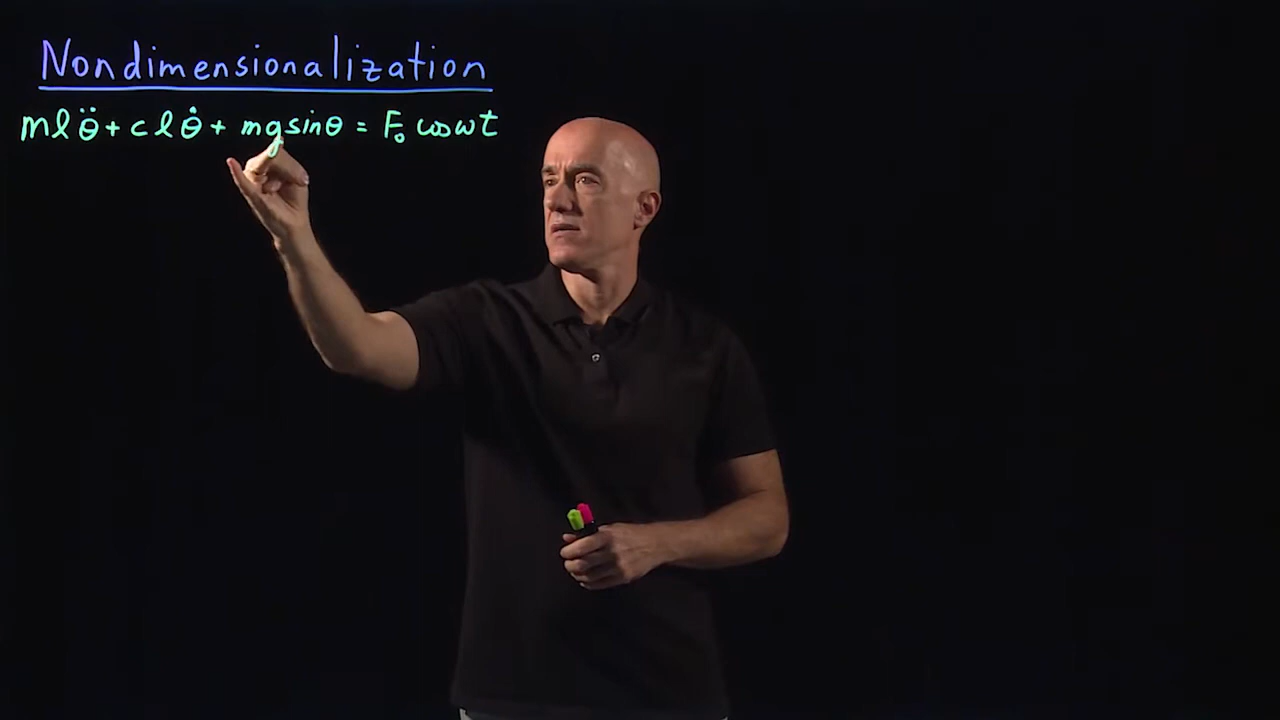 Nondimensionalization
mlθ̈ + clθ̇ + mg sinθ = F₀ cos ωt